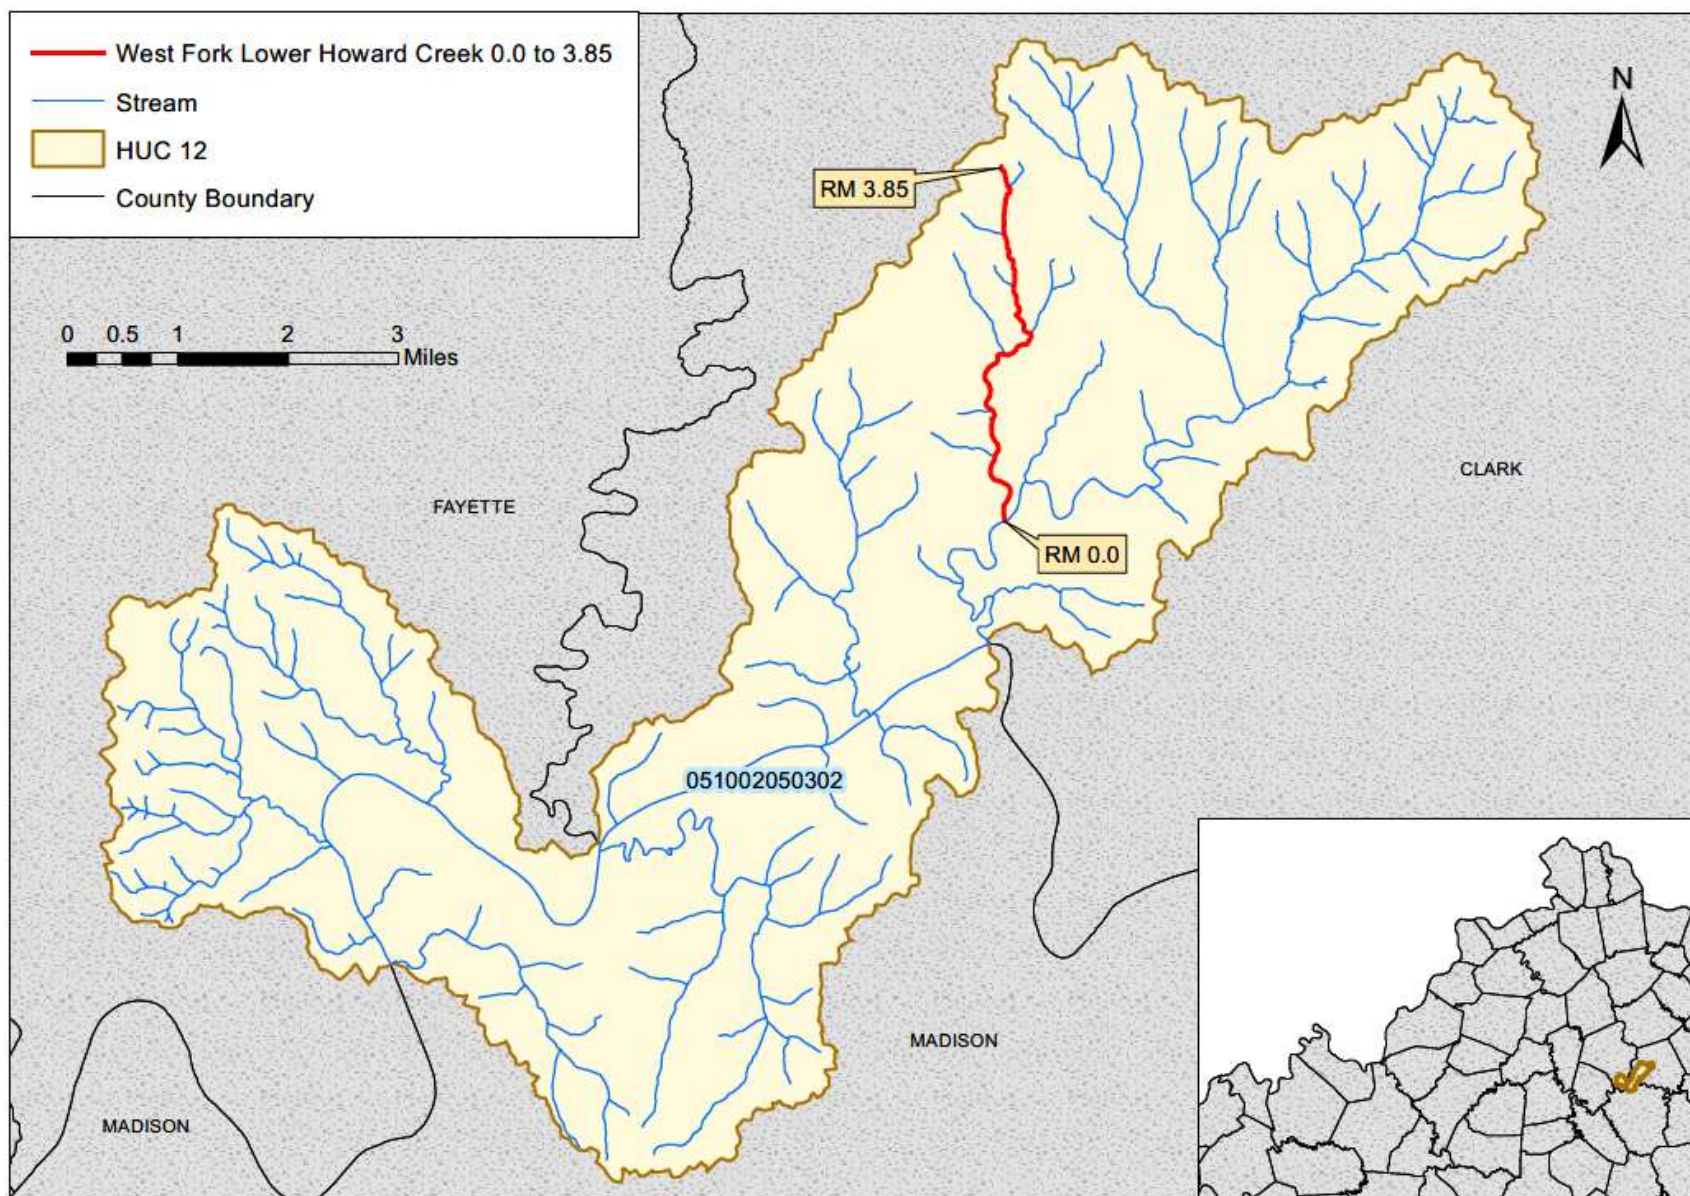 West Fork Lower Howard Creek 0.0 to 3.85
Stream
HUC 12
County Boundary
N
RM 3.85
0 0.5 1 2 3
Miles
CLARK
FAYETTE
RM 0.0
051002050302
MADISON
MADISON